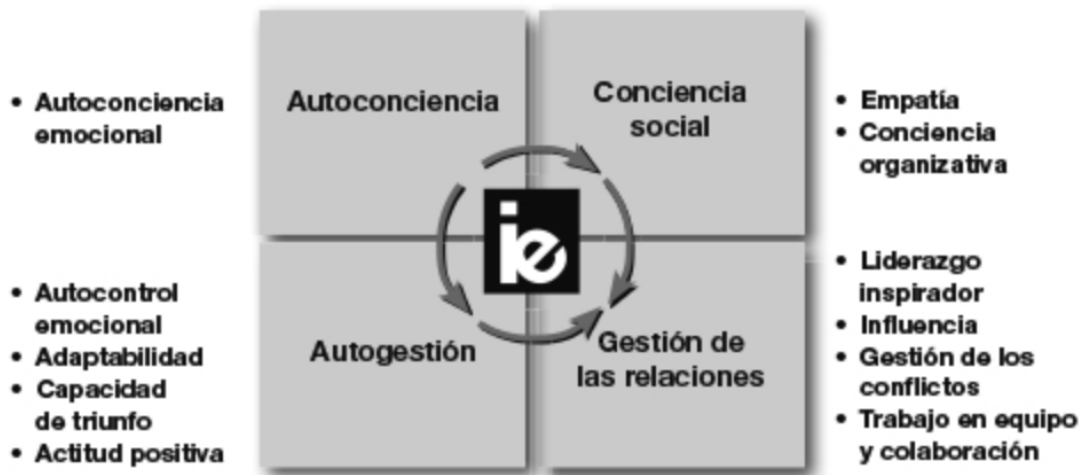 • Autoconciencia
emocional
Autoconciencia
Conciencia
social
• Empatía
• Conciencia
organizativa
ie
• Autocontrol
emocional
• Adaptabilidad
• Capacidad
de triunfo
• Actitud positiva
Autogestión
Gestión de
las relaciones
• Liderazgo
inspirador
• Influencia
• Gestión de los
conflictos
• Trabajo en equipo
y colaboración